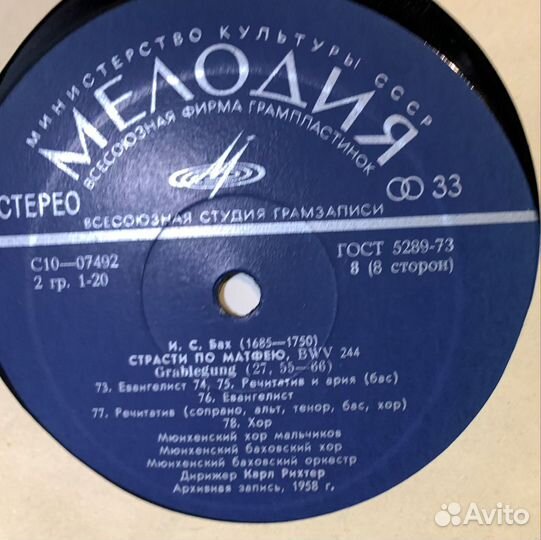 МИНИСТЕРСТВО КУЛЬТУРЫ СССР
МЕЛОДИЯ
ВСЕСОЮЗНАЯ ФИРМА ГРАМПЛАСТИНОК
СТЕРЕО
33
ВСЕСОЮЗНАЯ СТУДИЯ ГРАМЗАПИСИ
С10—07492
ГОСТ 5289-73
2 гр. 1-20
8 (8 сторон)
И. С. Бах (1685—1750)
СТРАСТИ ПО МАТФЕЮ, BWV 244
Grablegung (27, 55—66)
73. Евангелист 74, 75. Речитатив и ария (бас)
76. Евангелист
77. Речитатив (сопрано, альт, тенор, бас, хор)
78. Хор
Мюнхенский хор мальчиков
Мюнхенский баховский хор
Мюнхенский баховский оркестр
Дирижер Карл Рихтер
Архивная запись, 1958 г.
Avito